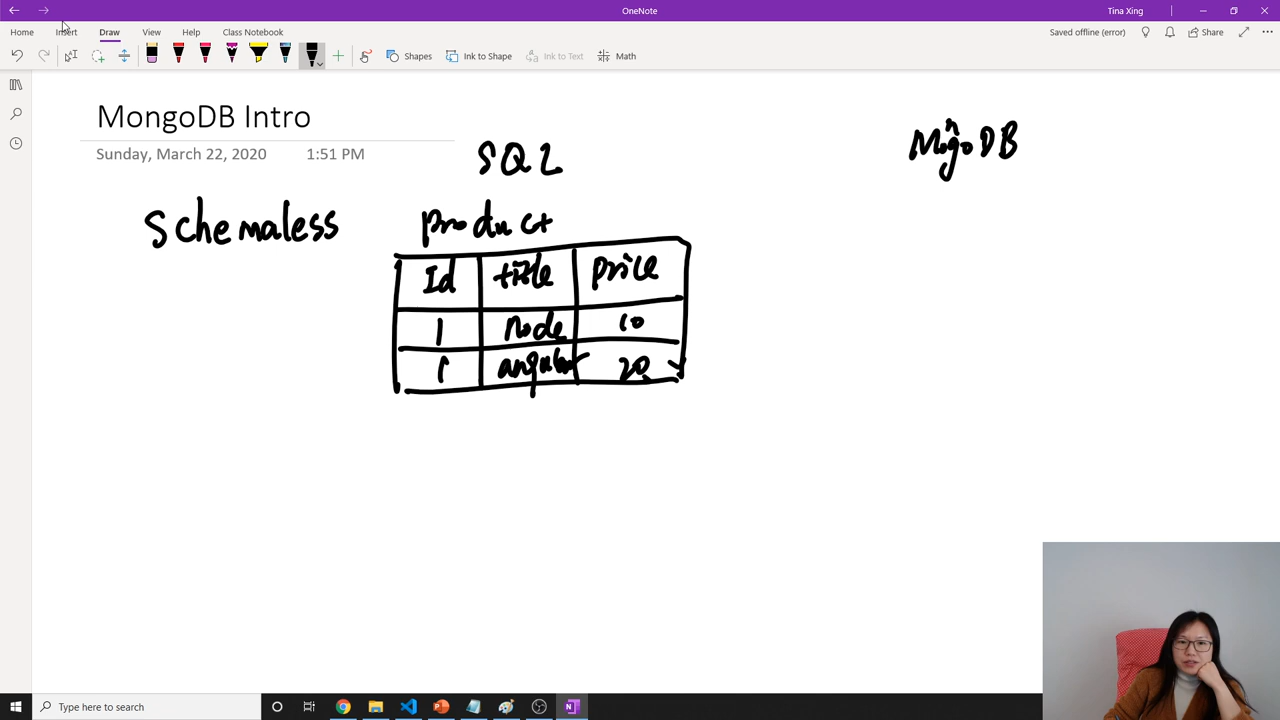 OneNote
Tina Xing
Home Insert Draw View Help Class Notebook
Saved offline (error) Share
Shapes Ink to Shape Ink to Text Math
MongoDB Intro
Sunday, March 22, 2020 1:51 PM
SQL
MongoDB
Schemaless
product
Id title price
1 Node 10
1 angular 20
Type here to search